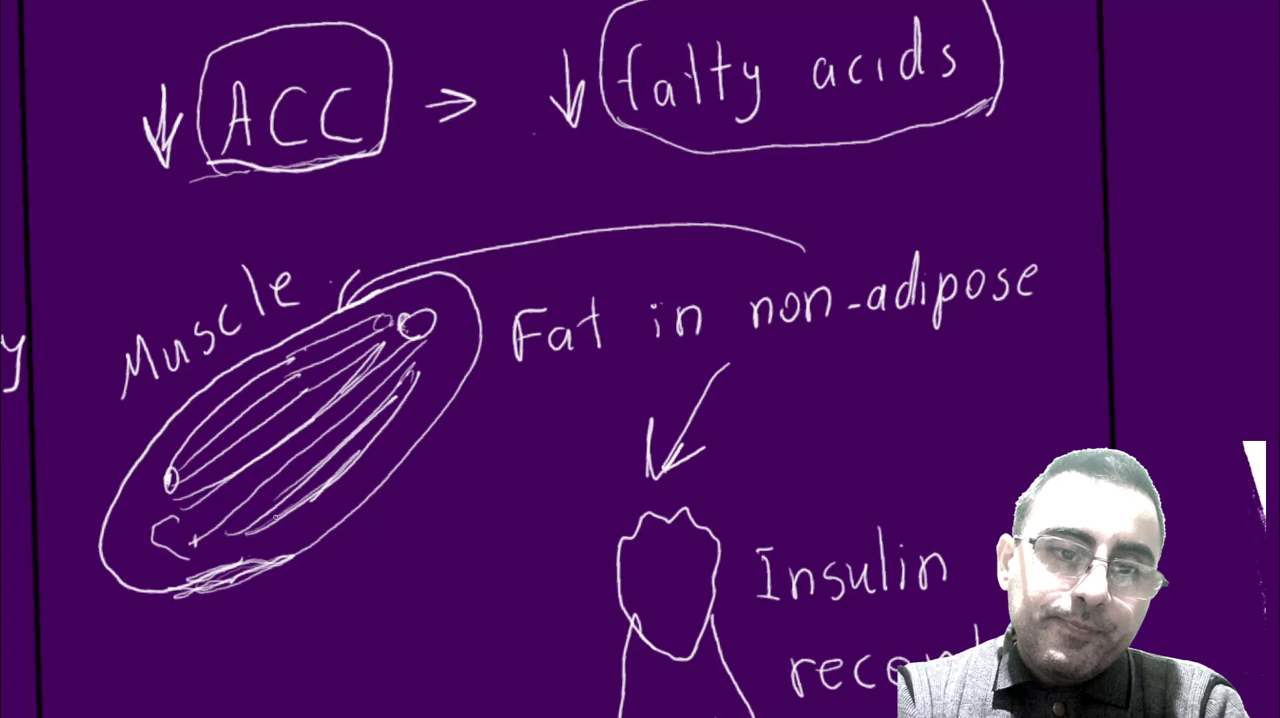 ↓ ACC → ↓ fatty acids
Muscle
Fat in non-adipose
y
Insulin